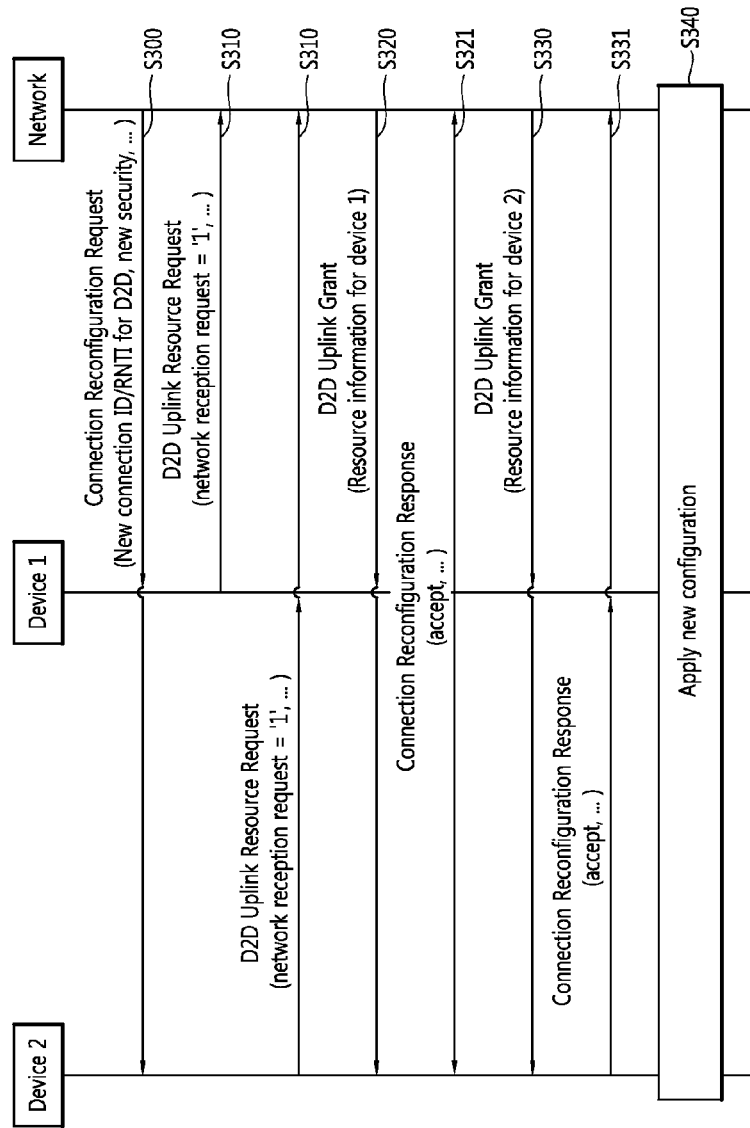 Device 2
Device 1
Network
Connection Reconfiguration Request
(New connection ID/RNTI for D2D, new security, ...)
S300
D2D Uplink Resource Request
(network reception request = '1', ...)
S310
D2D Uplink Resource Request
(network reception request = '1', ...)
S310
D2D Uplink Grant
(Resource information for device 1)
S320
Connection Reconfiguration Response
(accept, ...)
S321
D2D Uplink Grant
(Resource information for device 2)
S330
Connection Reconfiguration Response
(accept, ...)
S331
Apply new configuration
S340